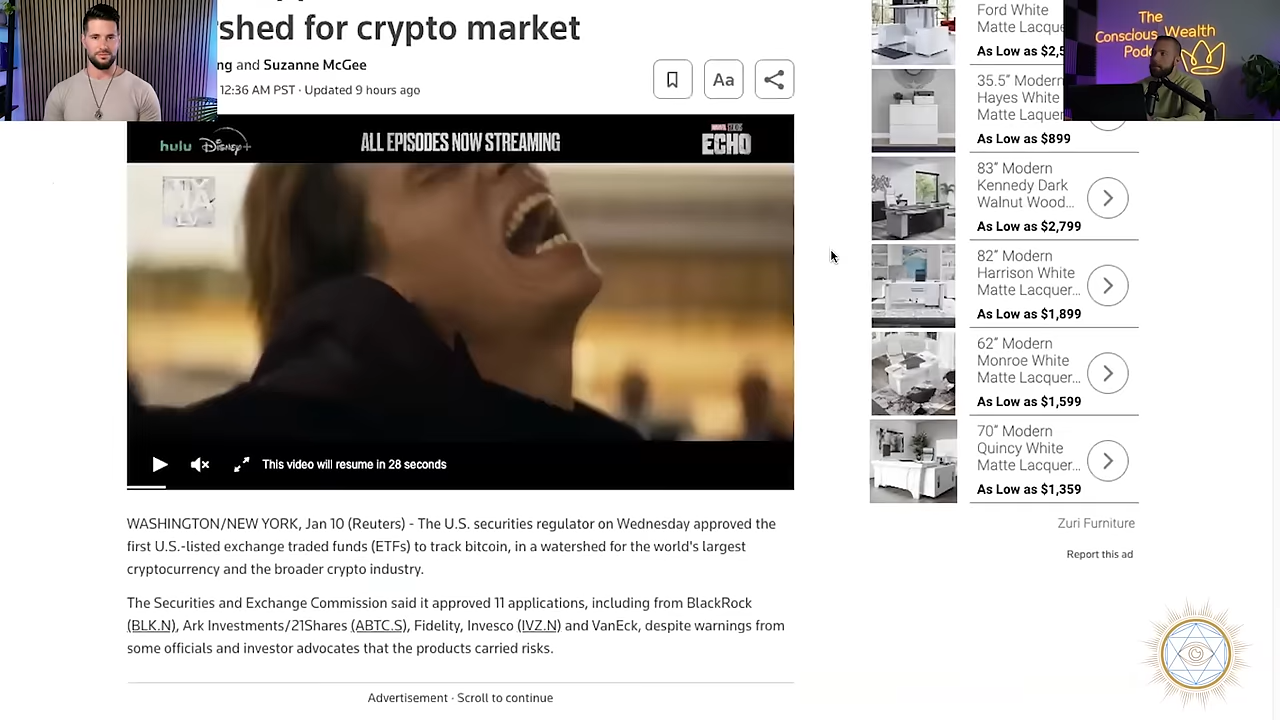 shed for crypto market
ng and Suzanne McGee
12:36 AM PST · Updated 9 hours ago
Aa
hulu Disney+
ALL EPISODES NOW STREAMING
MARVEL STUDIOS
ECHO
This video will resume in 28 seconds
WASHINGTON/NEW YORK, Jan 10 (Reuters) - The U.S. securities regulator on Wednesday approved the
first U.S.-listed exchange traded funds (ETFs) to track bitcoin, in a watershed for the world's largest
cryptocurrency and the broader crypto industry.
The Securities and Exchange Commission said it approved 11 applications, including from BlackRock
(BLK.N), Ark Investments/21Shares (ABTC.S), Fidelity, Invesco (IVZ.N) and VanEck, despite warnings from
some officials and investor advocates that the products carried risks.
Advertisement · Scroll to continue
Ford White
Matte Lacque
As Low as $2,5
35.5” Modern
Hayes White
Matte Laquer
As Low as $899
83” Modern
Kennedy Dark
Walnut Wood...
As Low as $2,799
82” Modern
Harrison White
Matte Lacquer...
As Low as $1,899
62” Modern
Monroe White
Matte Lacquer...
As Low as $1,599
70” Modern
Quincy White
Matte Lacquer...
As Low as $1,359
Zuri Furniture
Report this ad
The
Conscious Wealth
Podc